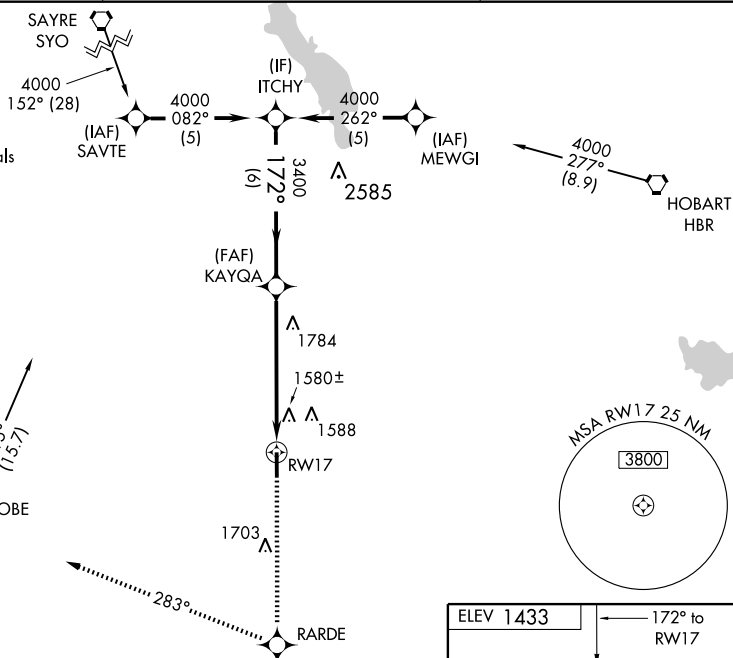 SAYRE
SYO
4000
152° (28)
(IAF)
SAVTE
4000
082°
(5)
(IF)
ITCHY
4000
262°
(5)
(IAF)
MEWGI
4000
277°
(8.9)
HOBART
HBR
als
3400
172°
(6)
2585
(FAF)
KAYQA
1784
1580±
1588
RW17
(15.7)
OBE
1703
283°
RARDE
MSA RW17 25 NM
3800
ELEV 1433
172° to
RW17